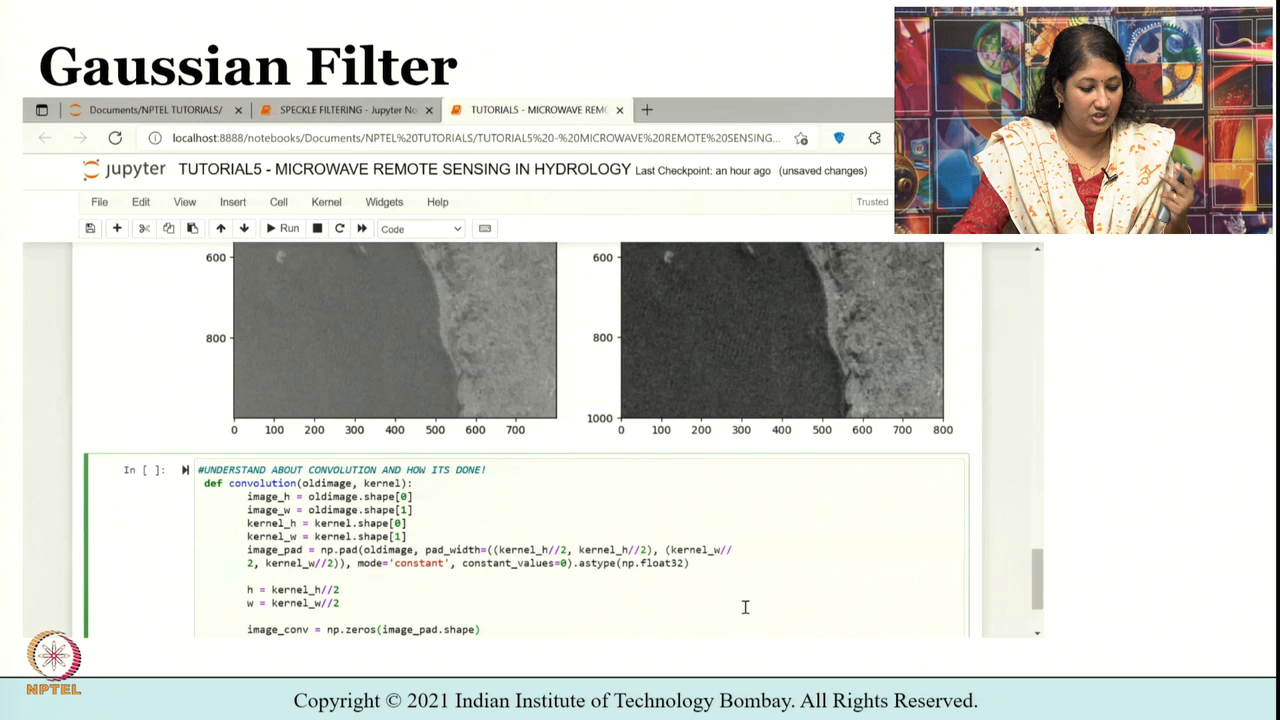 Gaussian Filter
Documents/NPTEL TUTORIALS/
SPECKLE FILTERING - Jupyter No
TUTORIAL5 - MICROWAVE REM
localhost:8888/notebooks/Documents/NPTEL%20TUTORIALS/TUTORIAL5%20-%20MICROWAVE%20REMOTE%20SENSING...
jupyter TUTORIAL5 - MICROWAVE REMOTE SENSING IN HYDROLOGY Last Checkpoint: an hour ago (unsaved changes)
File Edit View Insert Cell Kernel Widgets Help Trusted
Run Code
600 600
800 800
1000
0 100 200 300 400 500 600 700 0 100 200 300 400 500 600 700 800
In [ ]: #UNDERSTAND ABOUT CONVOLUTION AND HOW ITS DONE!
def convolution(oldimage, kernel):
image_h = oldimage.shape[0]
image_w = oldimage.shape[1]
kernel_h = kernel.shape[0]
kernel_w = kernel.shape[1]
image_pad = np.pad(oldimage, pad_width=((kernel_h//2, kernel_h//2), (kernel_w//
2, kernel_w//2)), mode='constant', constant_values=0).astype(np.float32)
h = kernel_h//2
w = kernel_w//2
image_conv = np.zeros(image_pad.shape)
NPTEL
Copyright © 2021 Indian Institute of Technology Bombay. All Rights Reserved.